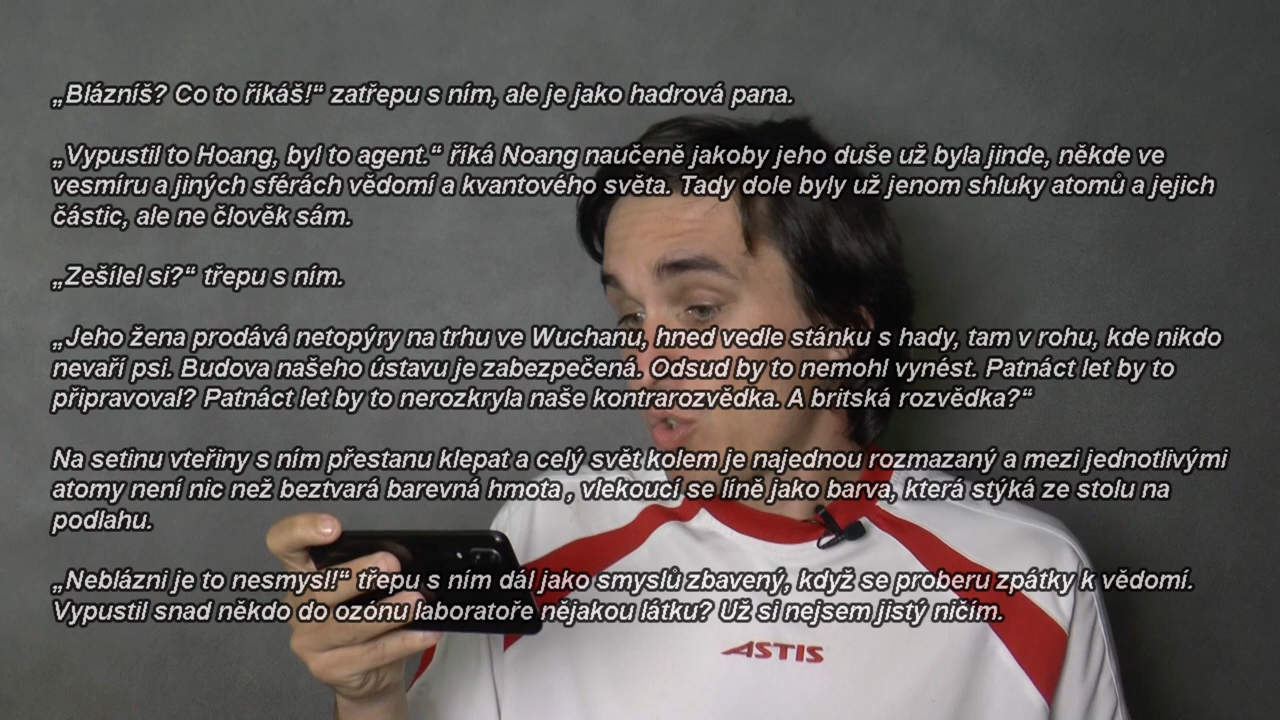 „Blázníš? Co to říkáš!“ zatřepu s ním, ale je jako hadrová pana.
„Vypustil to Hoang, byl to agent.“ říká Noang naučeně jakoby jeho duše už byla jinde, někde ve
vesmíru a jiných sférách vědomí a kvantového světa. Tady dole byly už jenom shluky atomů a jejich
částic, ale ne člověk sám.
„Zešílel si?“ třepu s ním.
„Jeho žena prodává netopýry na trhu ve Wuchanu, hned vedle stánku s hady, tam v rohu, kde nikdo
nevaří psi. Budova našeho ústavu je zabezpečená. Odsud by to nemohl vynést. Patnáct let by to
připravoval? Patnáct let by to nerozkryla naše kontrarozvědka. A britská rozvědka?“
Na setinu vteřiny s ním přestanu klepat a celý svět kolem je najednou rozmazaný a mezi jednotlivými
atomy není nic než beztvará barevná hmota , vlekoucí se líně jako barva, která stýká ze stolu na
podlahu.
„Neblázni je to nesmysl!“ třepu s ním dál jako smyslů zbavený, když se proberu zpátky k vědomí.
Vypustil snad někdo do ozónu laboratoře nějakou látku? Už si nejsem jistý ničím.
ASTIS